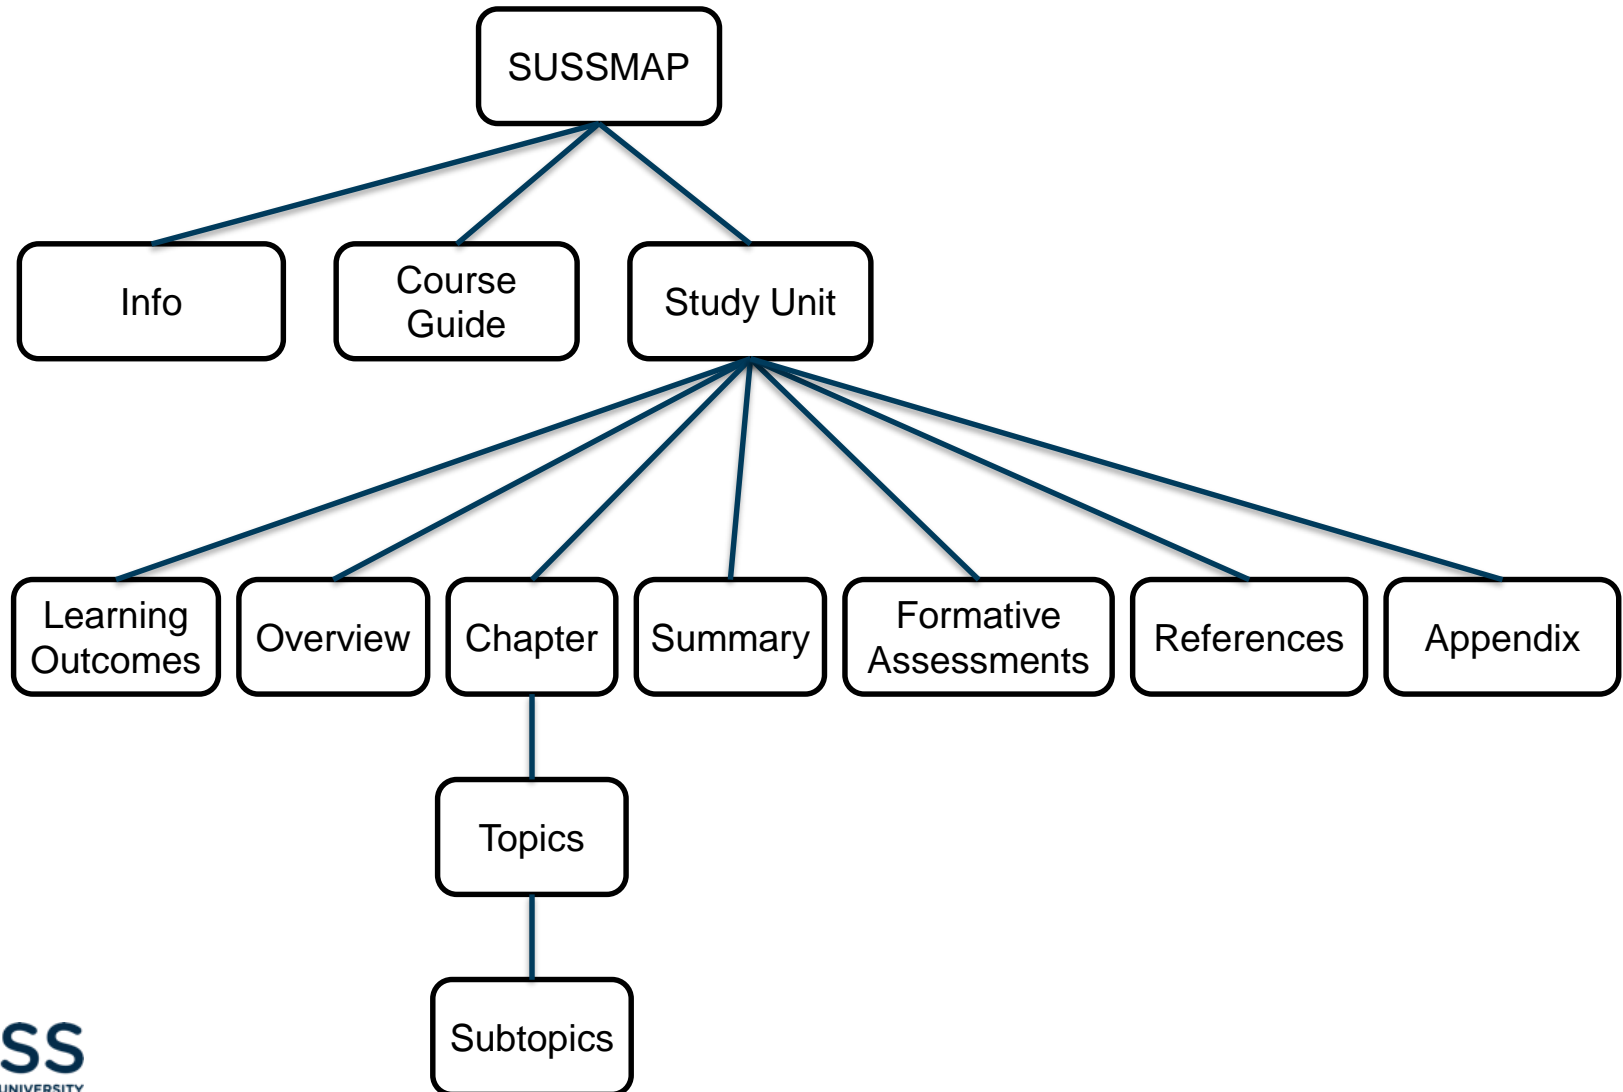 SUSSMAP
Info
Course
Guide
Study Unit
Learning
Outcomes
Overview
Chapter
Summary
Formative
Assessments
References
Appendix
Topics
Subtopics
SS
UNIVERSITY